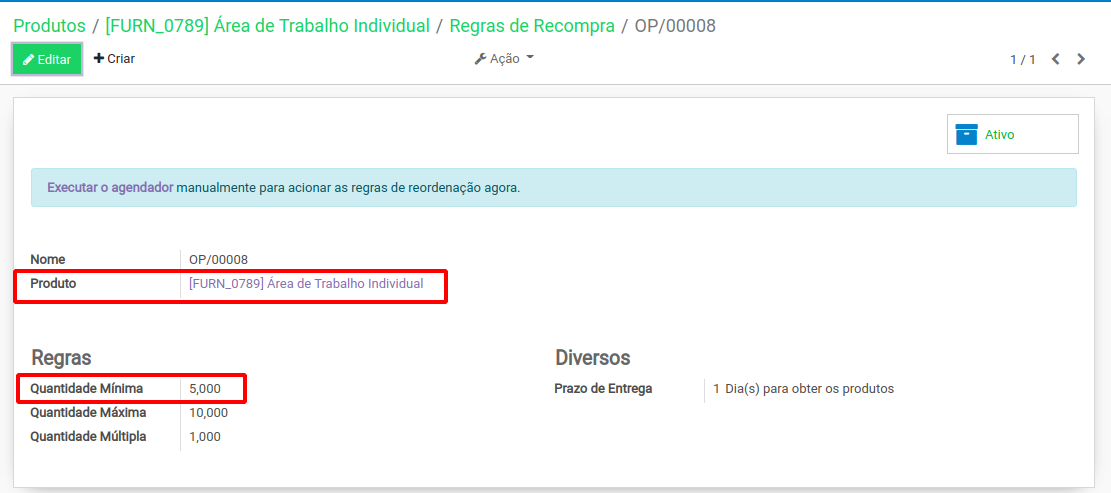 Produtos / [FURN_0789] Área de Trabalho Individual / Regras de Recompra / OP/00008
Editar Criar Ação 1 / 1
Ativo
Executar o agendador manualmente para acionar as regras de reordenação agora.
Nome OP/00008
Produto [FURN_0789] Área de Trabalho Individual
Regras Diversos
Quantidade Mínima 5,000 Prazo de Entrega 1 Dia(s) para obter os produtos
Quantidade Máxima 10,000
Quantidade Múltipla 1,000